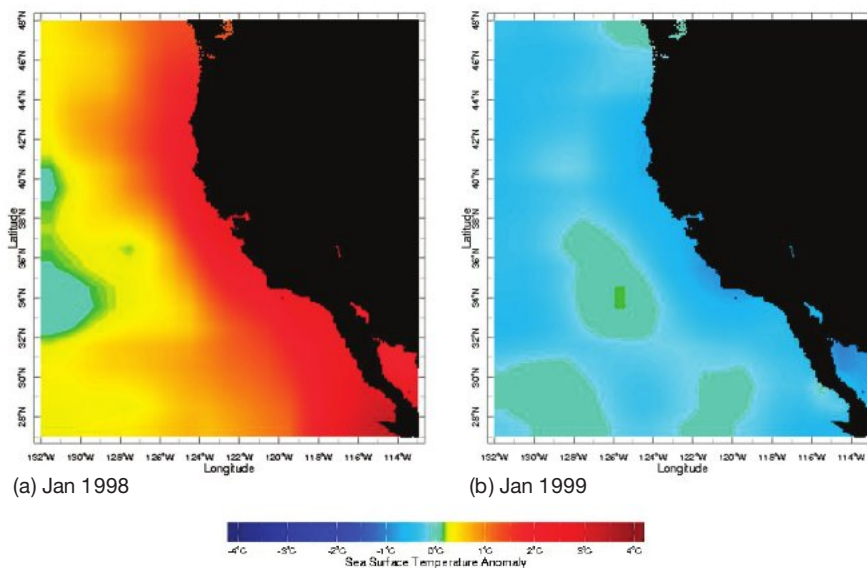 48°N
44°N
42°N
40°N
38°N
36°N
34°N
32°N
30°N
28°N
Latitude
132°W 130°W 128°W 126°W 124°W 122°W 120°W 118°W 116°W 114°W
Longitude
(a) Jan 1998
48°N
46°N
44°N
42°N
40°N
38°N
36°N
34°N
32°N
30°N
28°N
Latitude
132°W 130°W 128°W 126°W 124°W 122°W 120°W 118°W 116°W 114°W
Longitude
(b) Jan 1999
-4°C -3°C -2°C -1°C 0°C 1°C 2°C 3°C 4°C
Sea Surface Temperature Anomaly